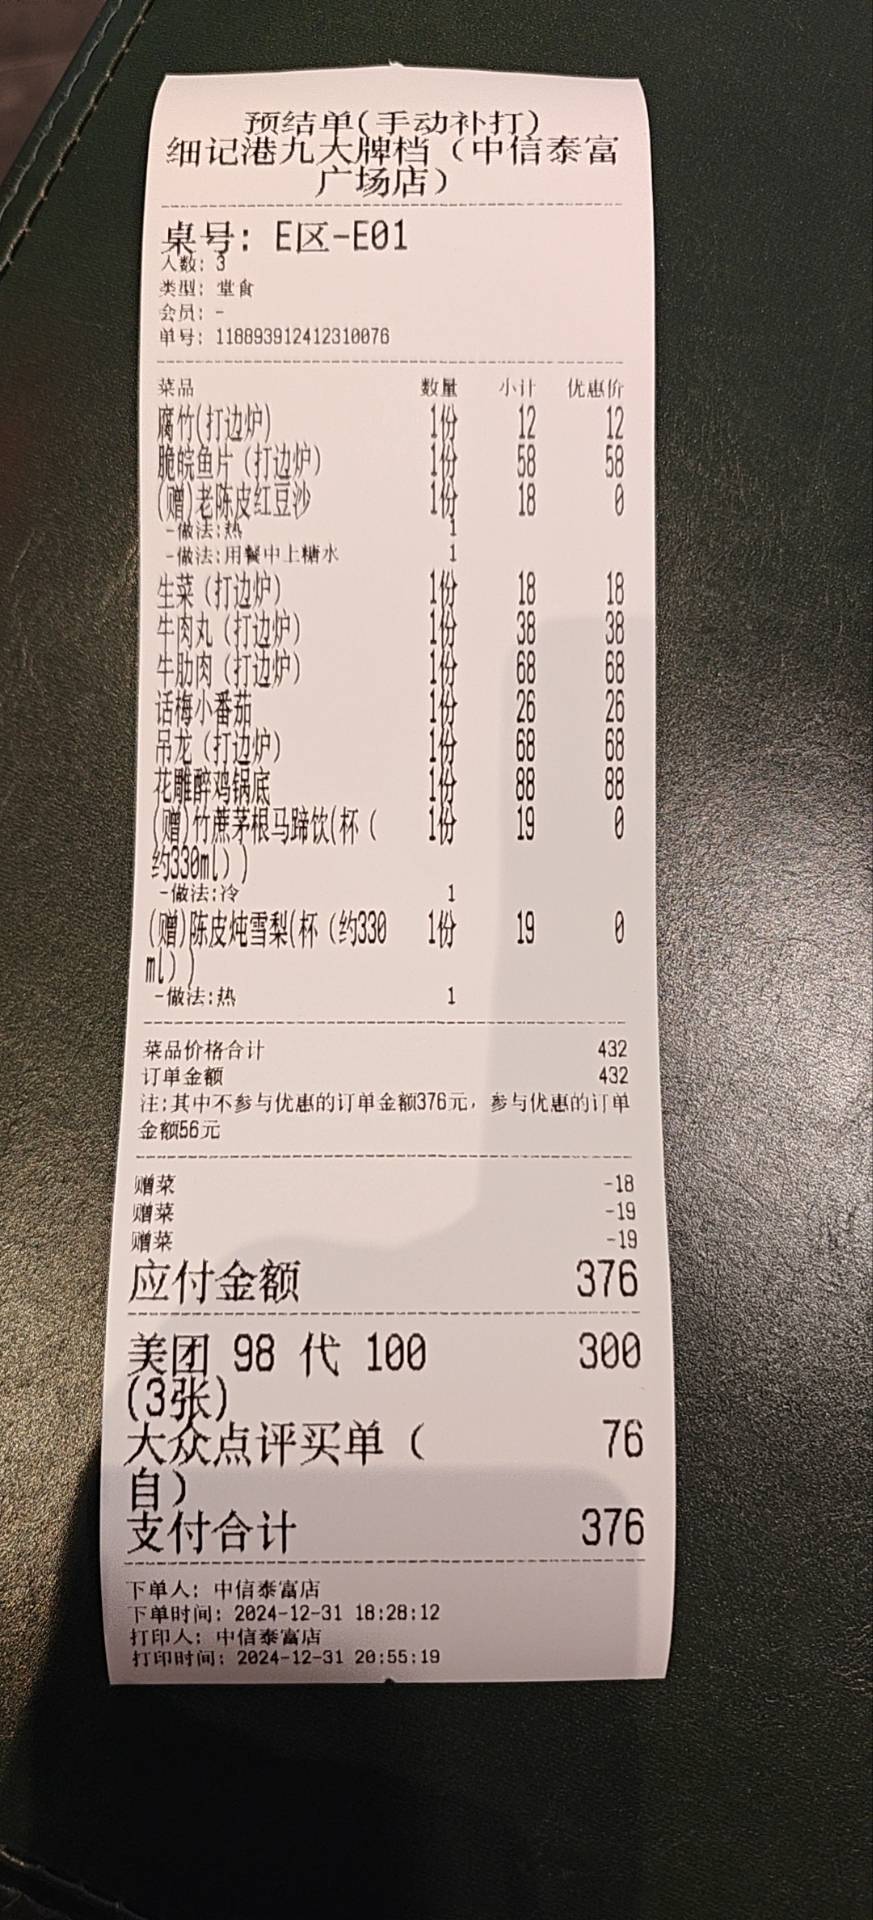 预结单(手动补打)
细记港九大牌档（中信泰富
广场店）
桌号: E区-E01
人数: 3
类型: 堂食
会员: -
单号: 118893912412310076
菜品 数量 小计 优惠价
腐竹(打边炉) 1份 12 12
脆皖鱼片（打边炉） 1份 58 58
(赠)老陈皮红豆沙 1份 18 0
-做法:热 1
-做法:用餐中上糖水 1
生菜（打边炉） 1份 18 18
牛肉丸（打边炉） 1份 38 38
牛肋肉（打边炉） 1份 68 68
话梅小番茄 1份 26 26
吊龙（打边炉） 1份 68 68
花雕醉鸡锅底 1份 88 88
(赠)竹蔗茅根马蹄饮(杯（ 1份 19 0
约330ml）)
-做法:冷 1
(赠)陈皮炖雪梨(杯（约330 1份 19 0
ml）)
-做法:热 1
菜品价格合计 432
订单金额 432
注:其中不参与优惠的订单金额376元，参与优惠的订单
金额56元
赠菜 -18
赠菜 -19
赠菜 -19
应付金额 376
美团 98 代 100 300
(3张)
大众点评买单（ 76
自）
支付合计 376
下单人: 中信泰富店
下单时间: 2024-12-31 18:28:12
打印人: 中信泰富店
打印时间: 2024-12-31 20:55:19